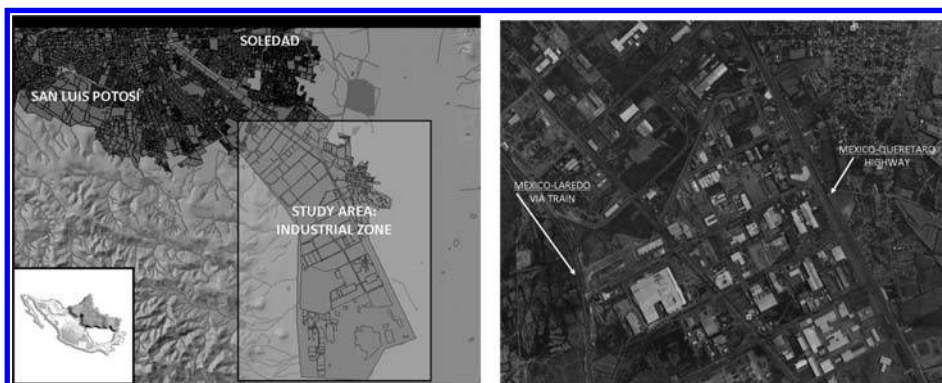 SOLEDAD
SAN LUIS POTOSÍ
STUDY AREA:
INDUSTRIAL ZONE
MEXICO-LAREDO
VIA TRAIN
MEXICO-QUERETARO
HIGHWAY